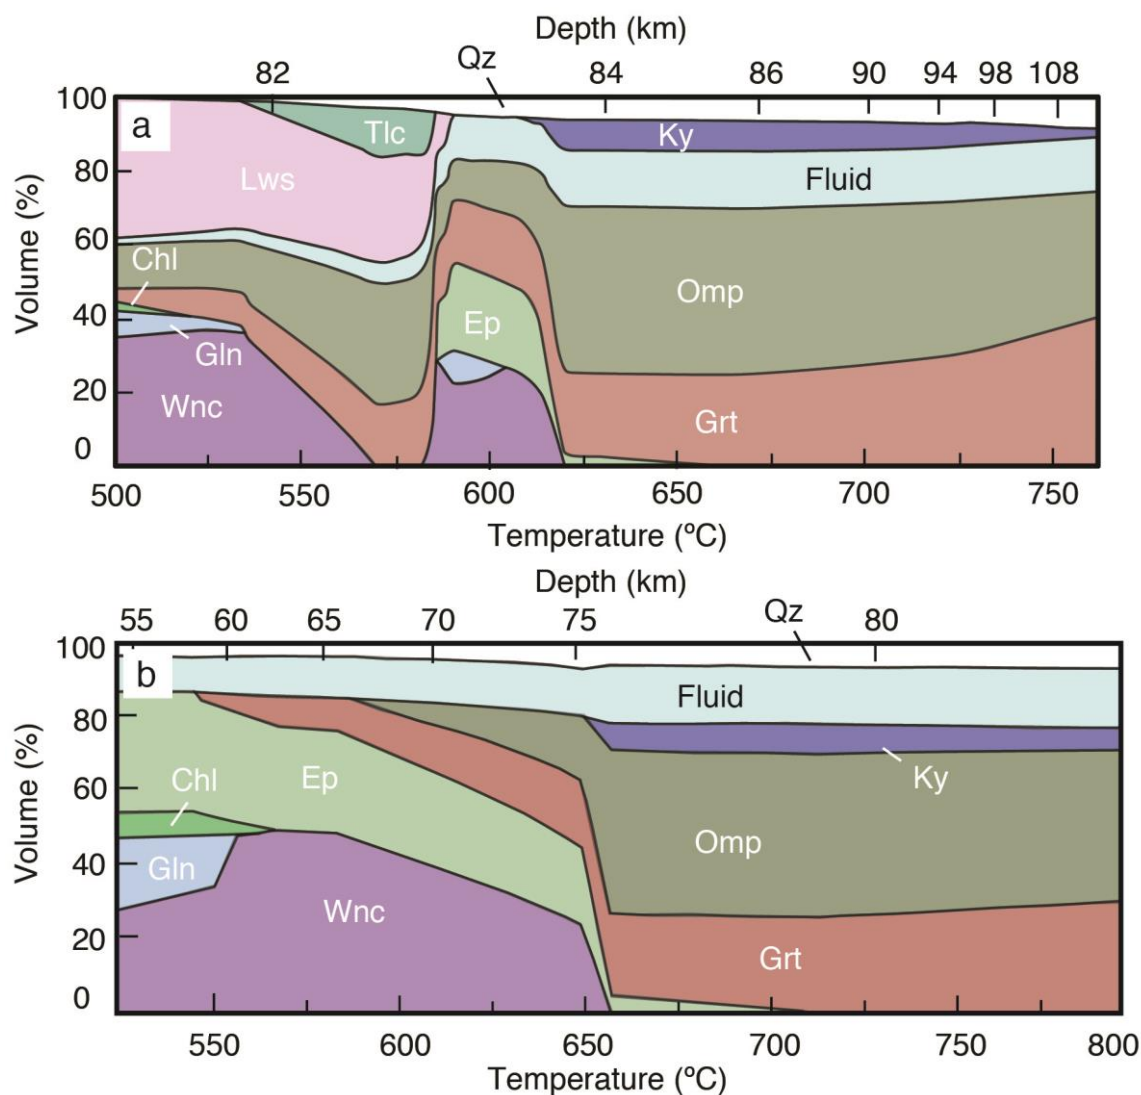 Depth (km)
82 Qz 84 86 90 94 98 108
100
a
Tlc
Ky
80
Lws
Fluid
60
Chl
Omp
40
Ep
Gln
20
Wnc
Grt
0
Volume (%)
500 550 600 650 700 750
Temperature (ºC)
Depth (km)
55 60 65 70 75 Qz 80
100
b
Fluid
80
Chl
Ep
Ky
60
Omp
40
Gln
Wnc
Grt
20
0
Volume (%)
550 600 650 700 750 800
Temperature (ºC)